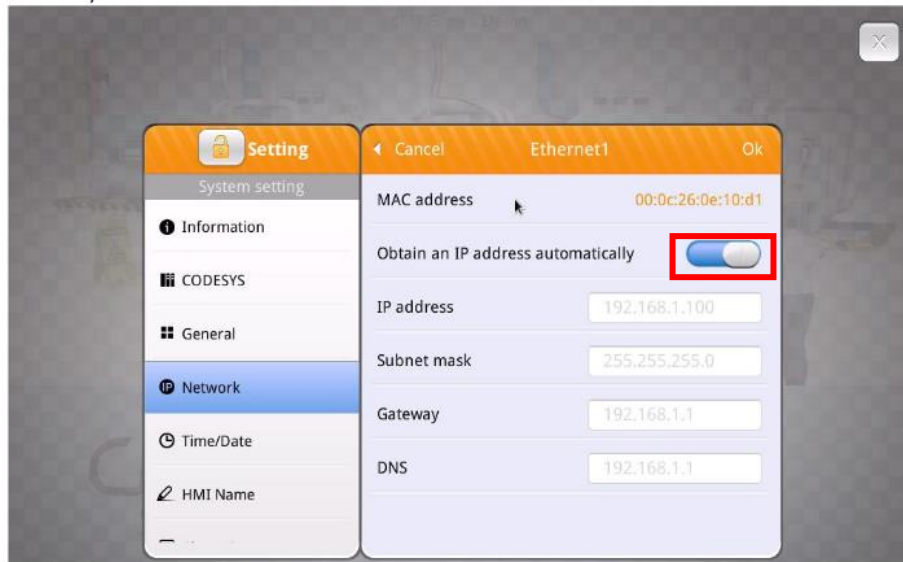 Setting
System setting
Information
CODESYS
General
Network
Time/Date
HMI Name
Cancel Ethernet1 Ok
MAC address 00:0c:26:0e:10:d1
Obtain an IP address automatically
IP address 192.168.1.100
Subnet mask 255.255.255.0
Gateway 192.168.1.1
DNS 192.168.1.1